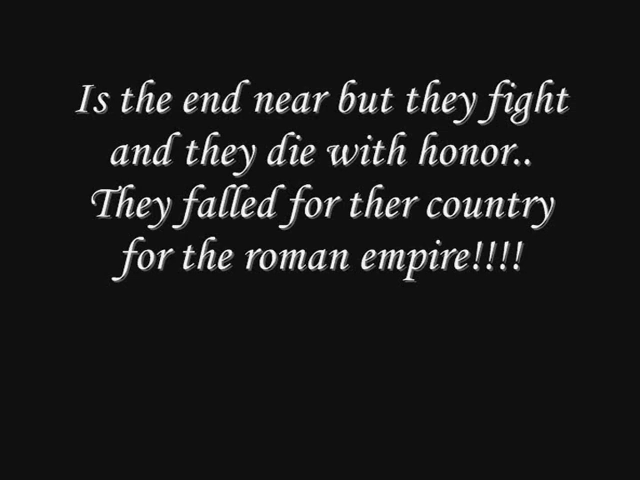 Is the end near but they fight
and they die with honor..
They falled for ther country
for the roman empire!!!!